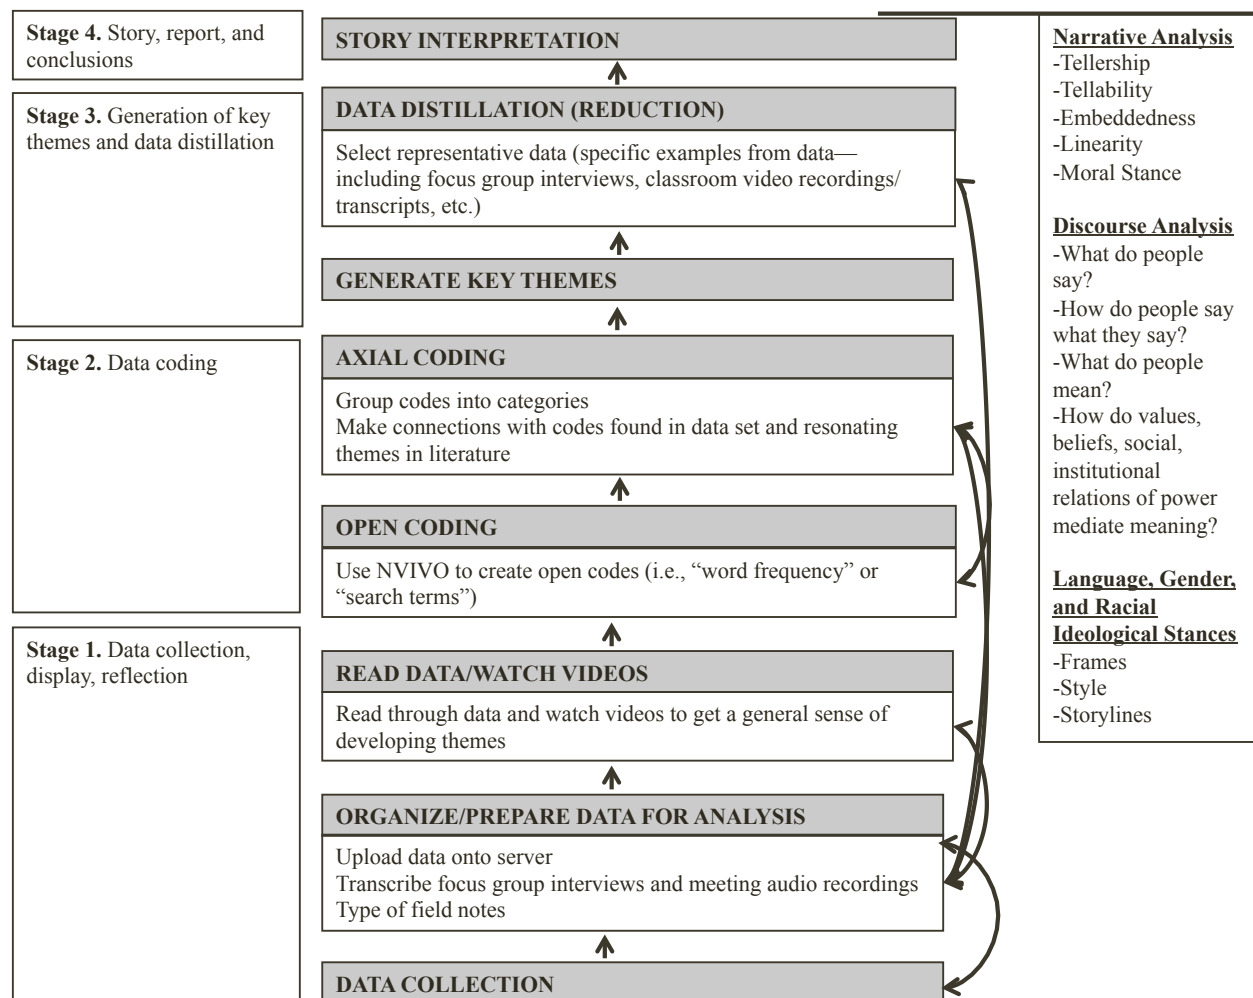 Stage 4. Story, report, and
conclusions
STORY INTERPRETATION
Stage 3. Generation of key
themes and data distillation
DATA DISTILLATION (REDUCTION)
Select representative data (specific examples from data—
including focus group interviews, classroom video recordings/
transcripts, etc.)
GENERATE KEY THEMES
Stage 2. Data coding
AXIAL CODING
Group codes into categories
Make connections with codes found in data set and resonating
themes in literature
OPEN CODING
Use NVIVO to create open codes (i.e., “word frequency” or
“search terms”)
Stage 1. Data collection,
display, reflection
READ DATA/WATCH VIDEOS
Read through data and watch videos to get a general sense of
developing themes
ORGANIZE/PREPARE DATA FOR ANALYSIS
Upload data onto server
Transcribe focus group interviews and meeting audio recordings
Type of field notes
DATA COLLECTION
Narrative Analysis
-Tellership
-Tellability
-Embeddedness
-Linearity
-Moral Stance
Discourse Analysis
-What do people
say?
-How do people say
what they say?
-What do people
mean?
-How do values,
beliefs, social,
institutional
relations of power
mediate meaning?
Language, Gender,
and Racial
Ideological Stances
-Frames
-Style
-Storylines